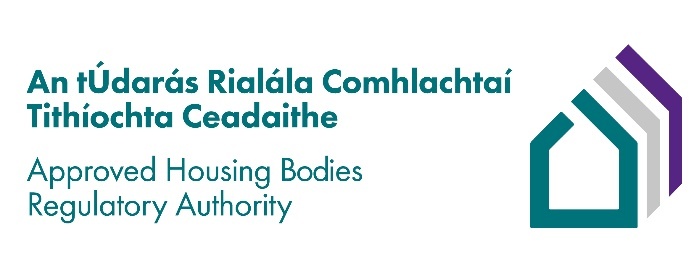 An tÚdarás Rialála Comhlachtaí
Tithíochta Ceadaithe
Approved Housing Bodies
Regulatory Authority